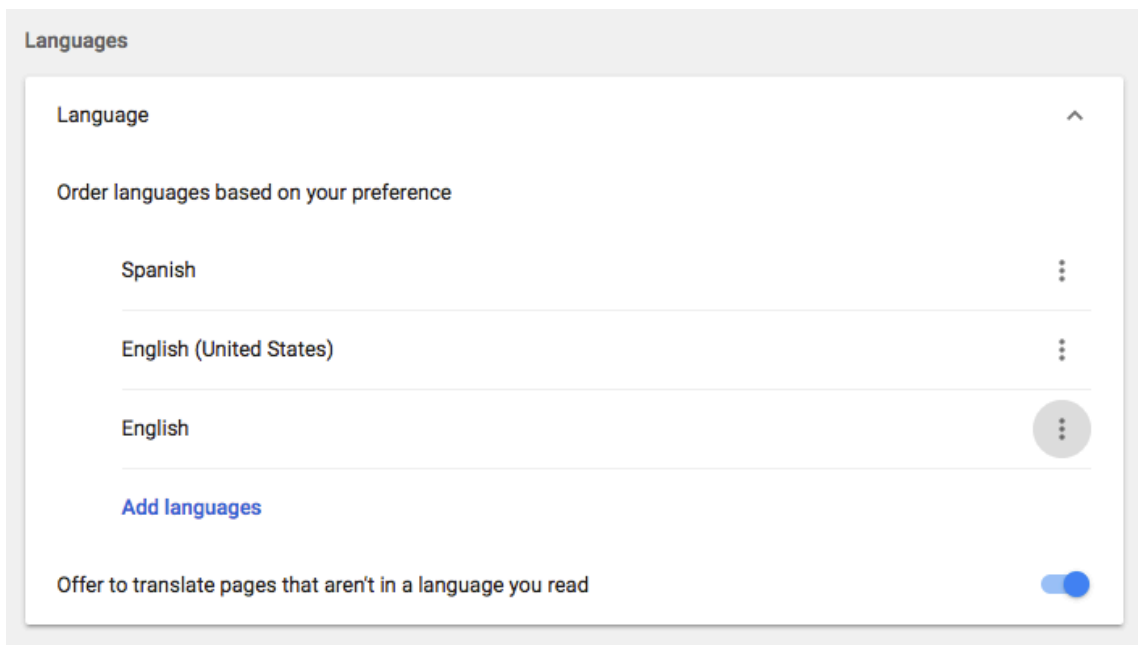 Languages
Language
Order languages based on your preference
Spanish
English (United States)
English
Add languages
Offer to translate pages that aren't in a language you read